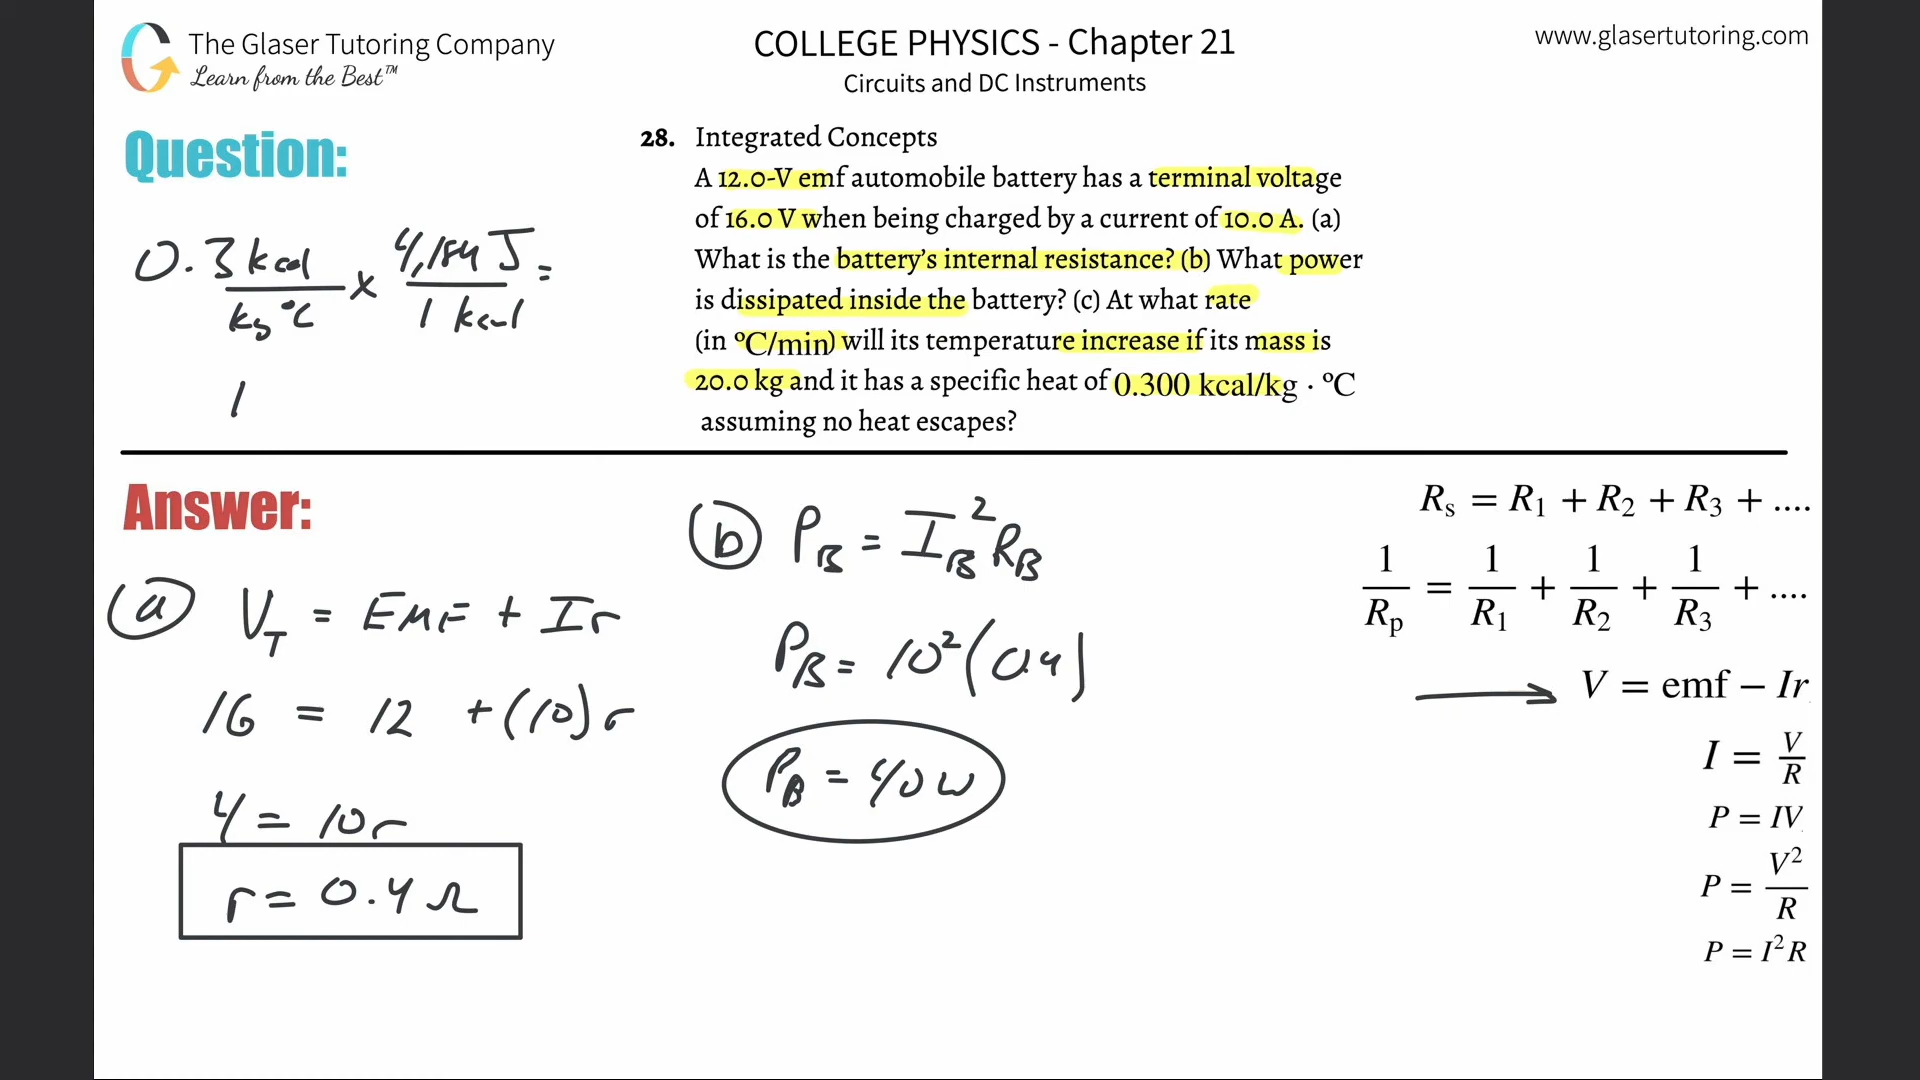 The Glaser Tutoring Company
Learn from the Best™
COLLEGE PHYSICS - Chapter 21
Circuits and DC Instruments
www.glasertutoring.com
Question:
0.3 kcal / kg °C x 4,184 J / 1 kcal =
1
28. Integrated Concepts
A 12.0-V emf automobile battery has a terminal voltage
of 16.0 V when being charged by a current of 10.0 A. (a)
What is the battery’s internal resistance? (b) What power
is dissipated inside the battery? (c) At what rate
(in ºC/min) will its temperature increase if its mass is
20.0 kg and it has a specific heat of 0.300 kcal/kg · ºC
assuming no heat escapes?
Answer:
(a) V_T = EMF + Ir
16 = 12 + (10) r
4 = 10 r
r = 0.4 Ω
(b) P_B = I_B² R_B
P_B = 10² (0.4)
P_B = 40 W
R_s = R_1 + R_2 + R_3 + ....
1/R_p = 1/R_1 + 1/R_2 + 1/R_3 + ....
V = emf − Ir
I = V/R
P = IV
P = V²/R
P = I²R